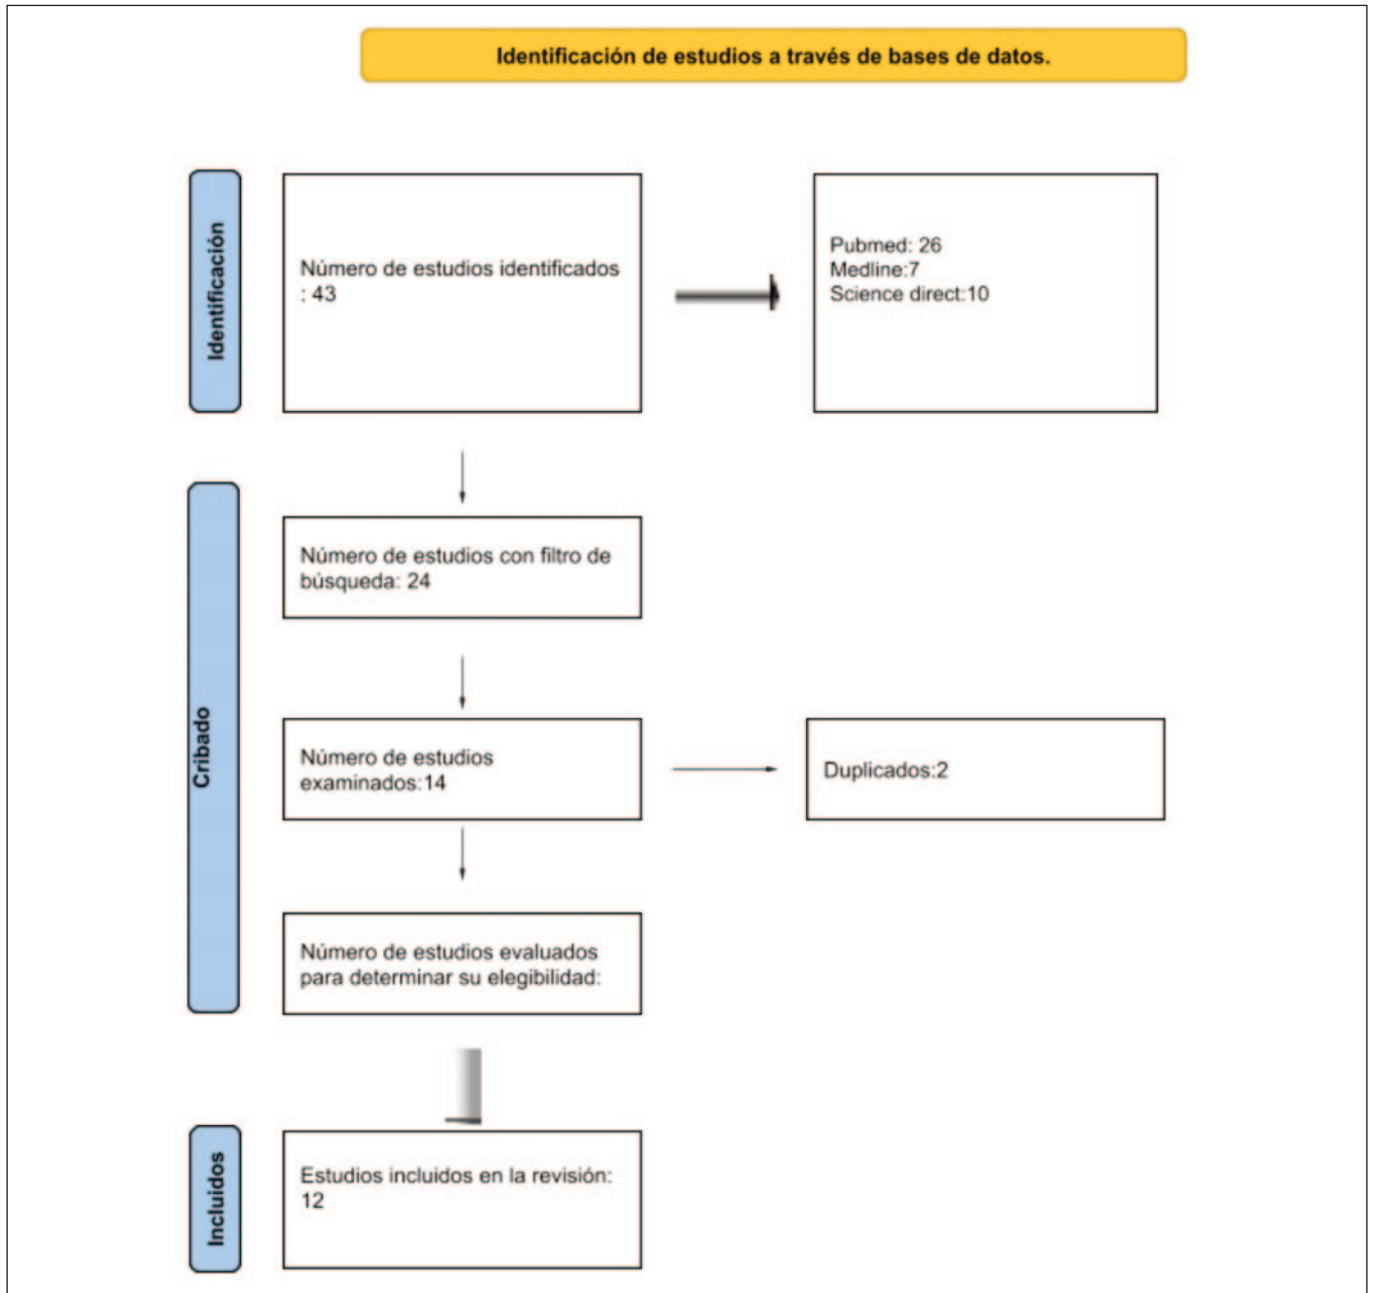 Identificación de estudios a través de bases de datos.
Identificación
Número de estudios identificados
: 43
Pubmed: 26
Medline:7
Science direct:10
Cribado
Número de estudios con filtro de
búsqueda: 24
Número de estudios
examinados:14
Duplicados:2
Número de estudios evaluados
para determinar su elegibilidad:
Incluidos
Estudios incluidos en la revisión:
12